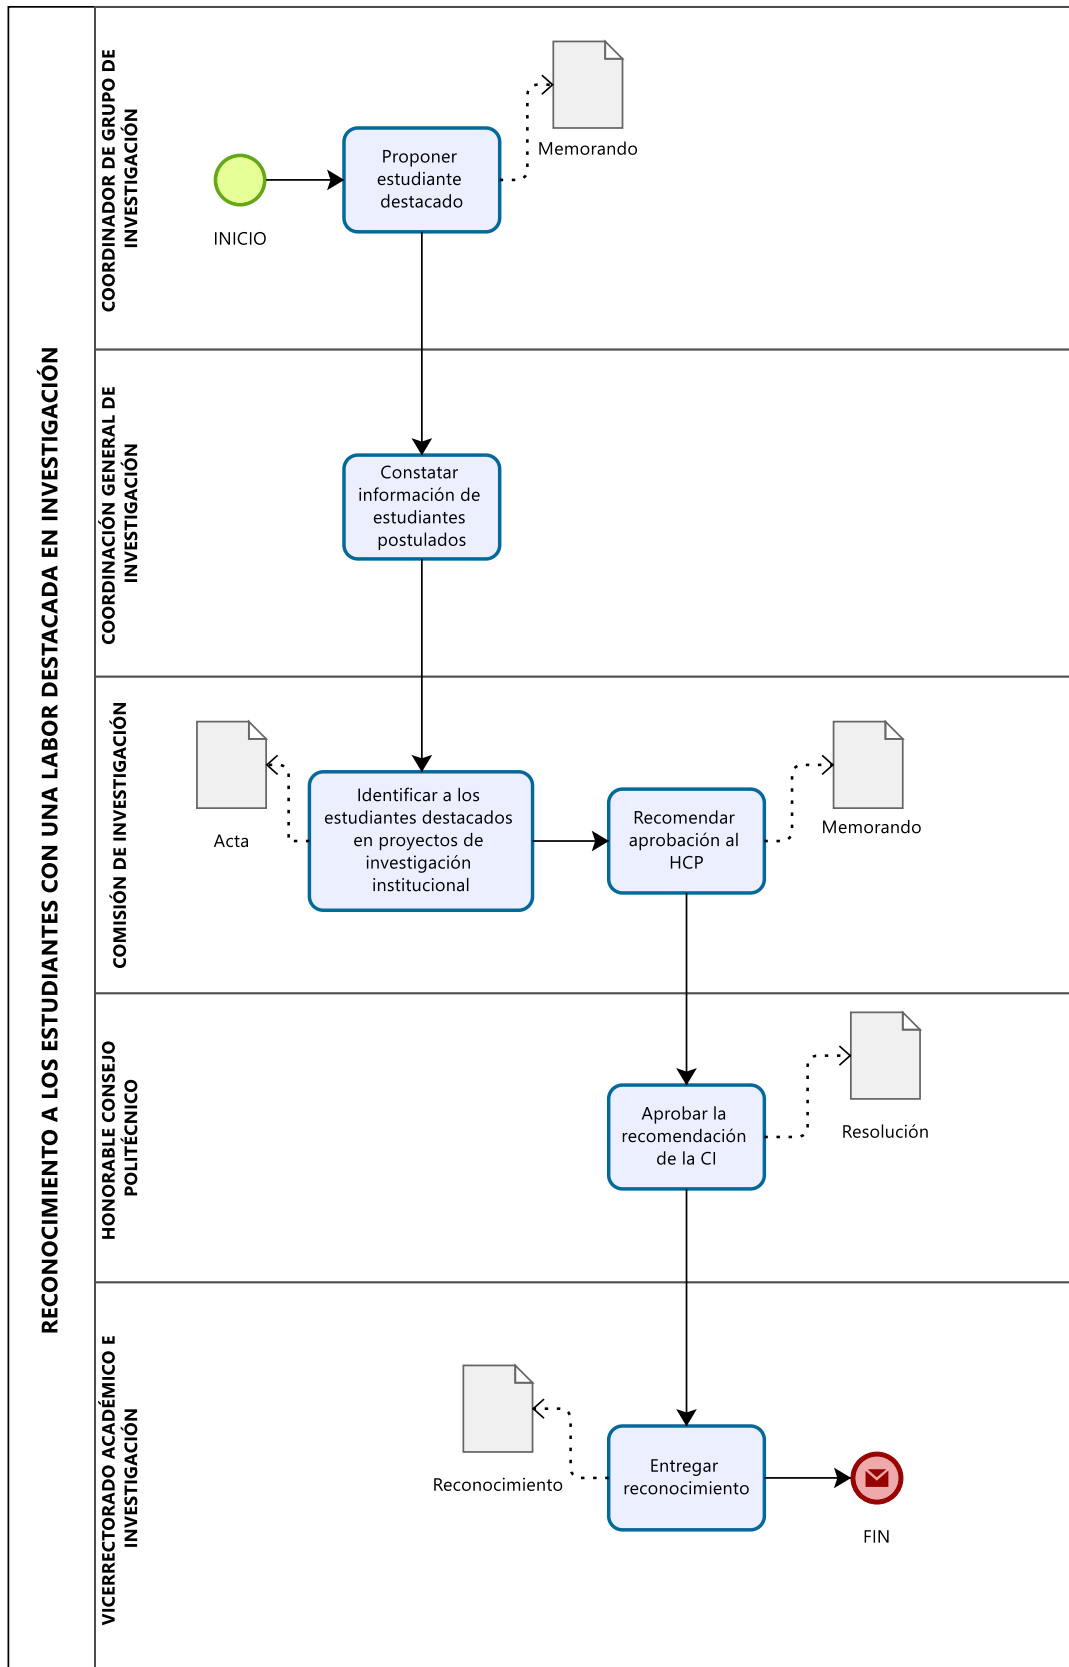 RECONOCIMIENTO A LOS ESTUDIANTES CON UNA LABOR DESTACADA EN INVESTIGACIÓN
COORDINADOR DE GRUPO DE
INVESTIGACIÓN
INICIO
Proponer
estudiante
destacado
Memorando
COORDINACIÓN GENERAL DE
INVESTIGACIÓN
Constatar
información de
estudiantes
postulados
COMISIÓN DE INVESTIGACIÓN
Acta
Identificar a los
estudiantes destacados
en proyectos de
investigación
institucional
Recomendar
aprobación al
HCP
Memorando
HONORABLE CONSEJO
POLITÉCNICO
Aprobar la
recomendación
de la CI
Resolución
VICERRECTORADO ACADÉMICO E
INVESTIGACIÓN
Reconocimiento
Entregar
reconocimiento
FIN